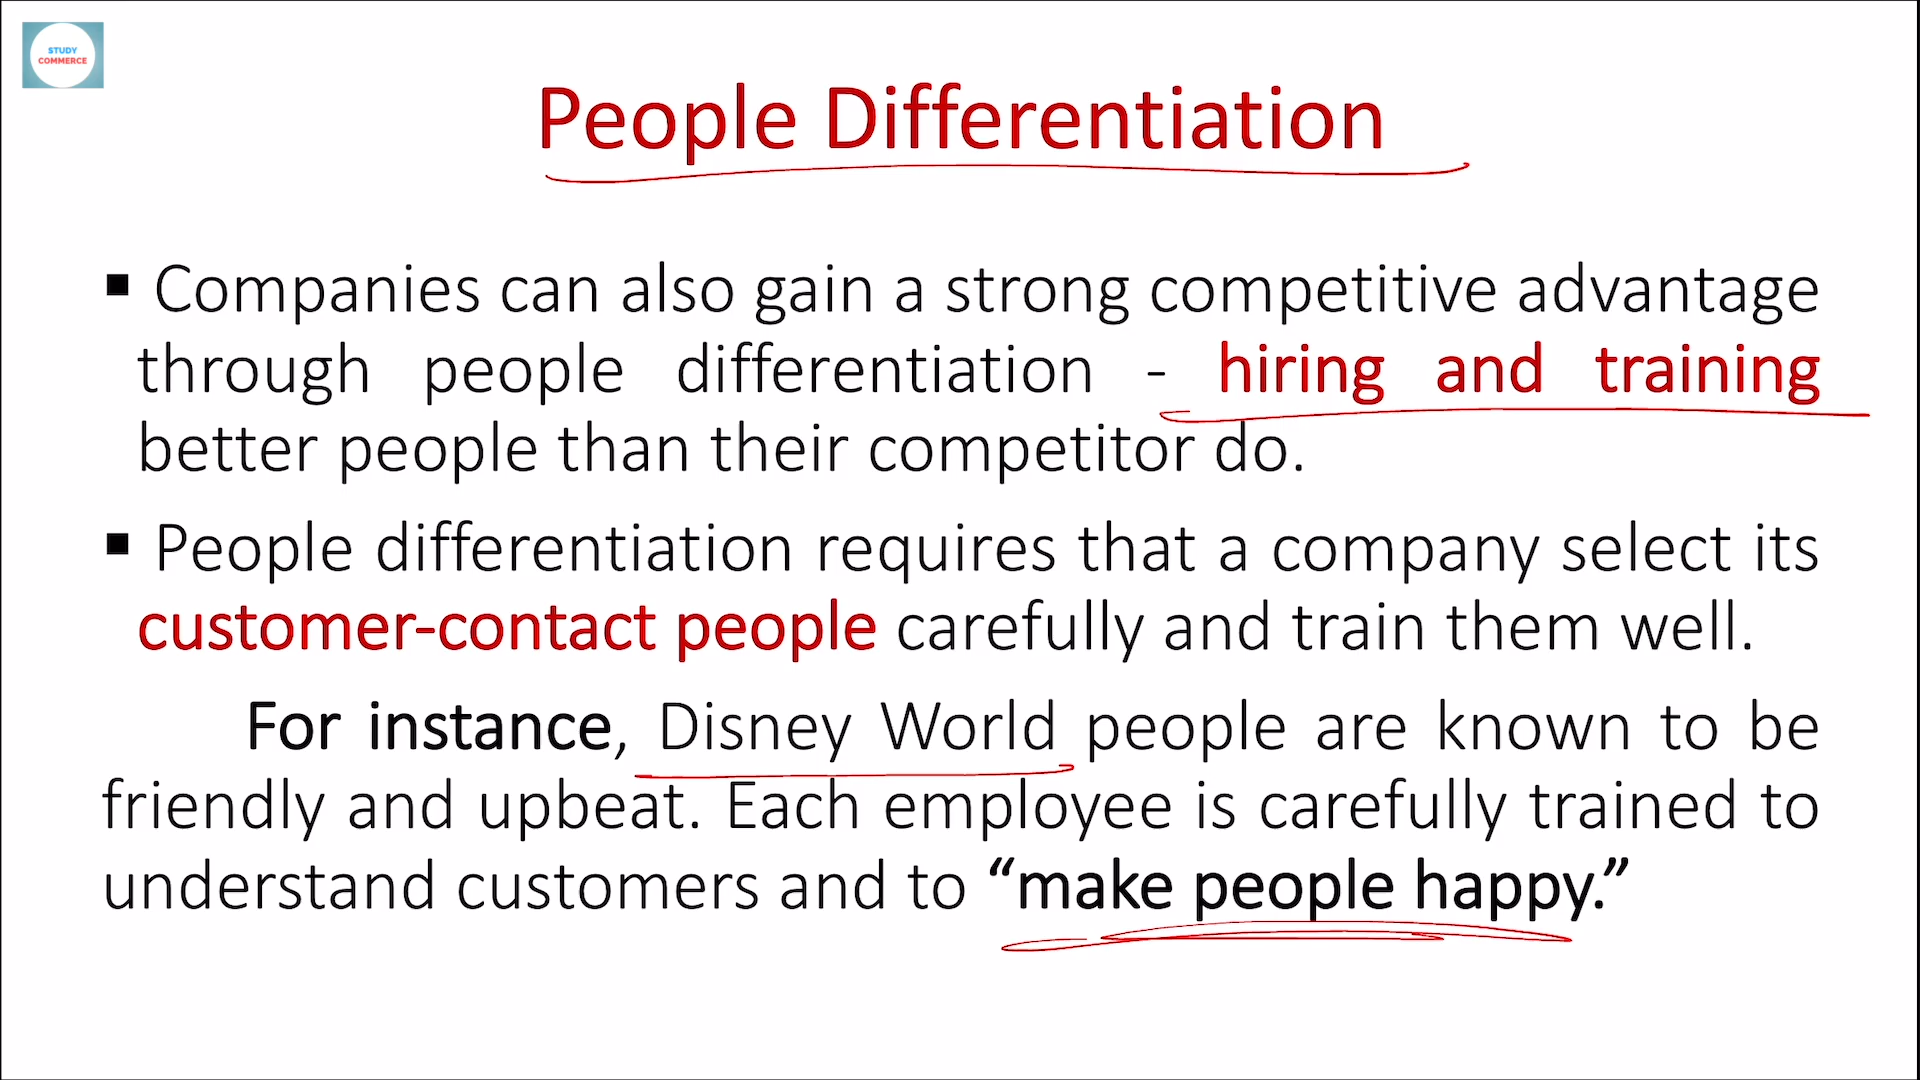 STUDY
COMMERCE
People Differentiation
▪ Companies can also gain a strong competitive advantage
through people differentiation - hiring and training
better people than their competitor do.
▪ People differentiation requires that a company select its
customer-contact people carefully and train them well.
For instance, Disney World people are known to be
friendly and upbeat. Each employee is carefully trained to
understand customers and to “make people happy.”